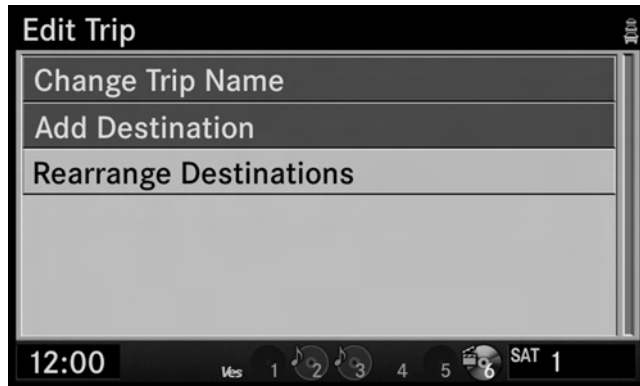 Edit Trip
Change Trip Name
Add Destination
Rearrange Destinations
12:00 Ves 1 2 3 4 5 6 SAT 1